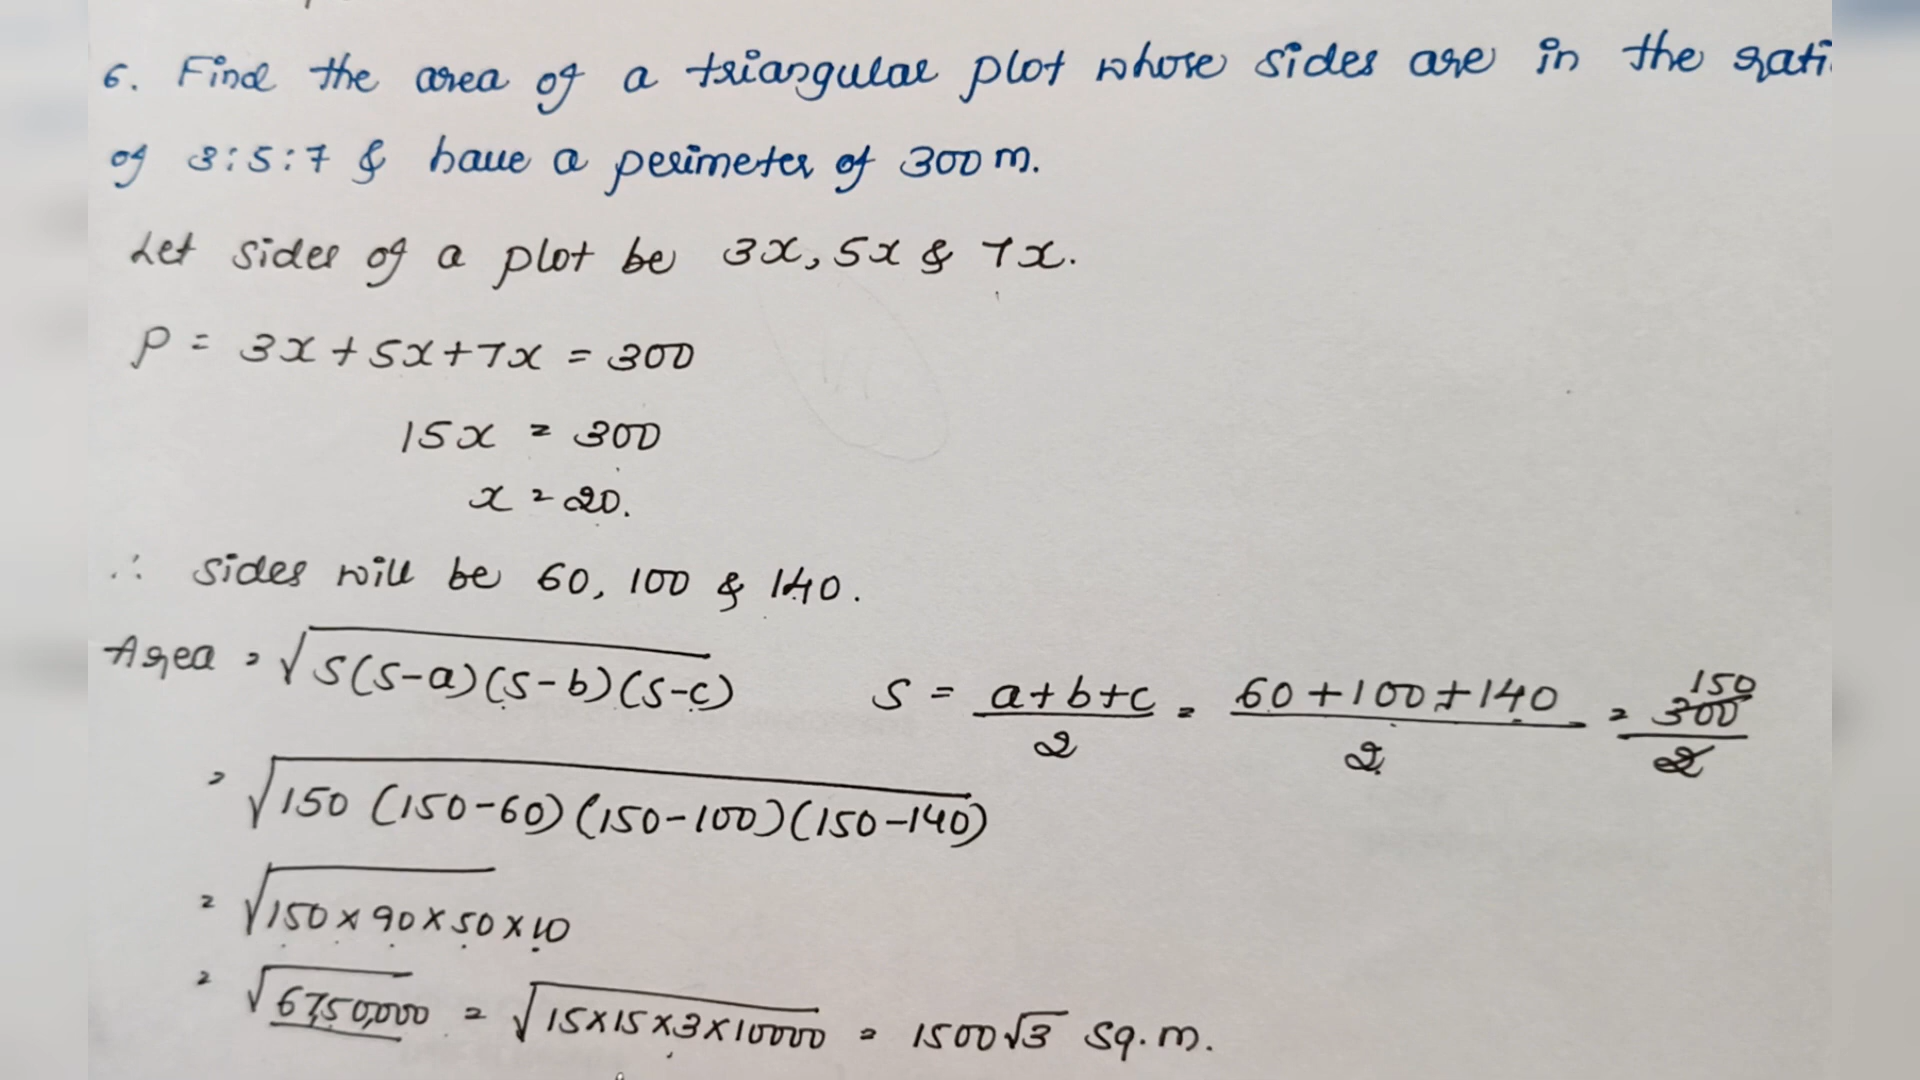 6. Find the area of a triangular plot whose sides are in the rati
of 3:5:7 & have a perimeter of 300 m.
Let sides of a plot be 3x, 5x & 7x.
P = 3x + 5x + 7x = 300
15x = 300
x = 20.
∴ sides will be 60, 100 & 140.
Area = √S(S-a)(S-b)(S-c) S = a+b+c/2 = 60+100+140/2 = 300/2 150
= √150 (150-60) (150-100) (150-140)
= √150 × 90 × 50 × 10
= √6750,000 = √15×15×3×10000 = 1500√3 sq.m.